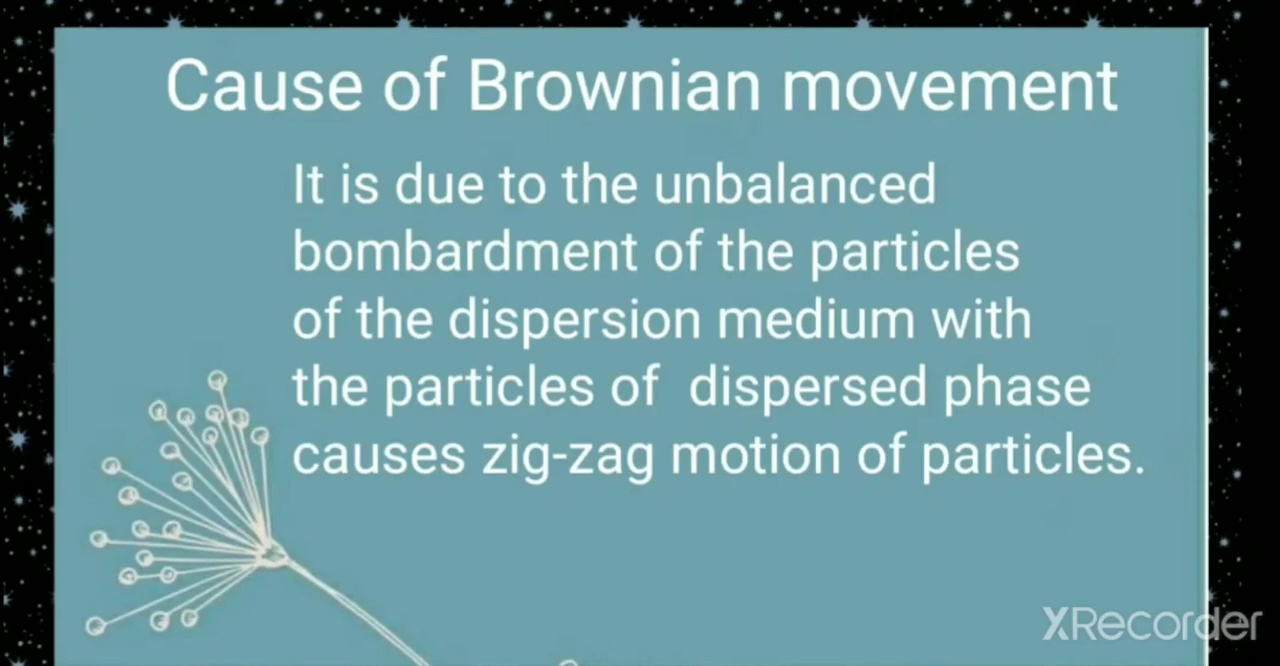 Cause of Brownian movement
It is due to the unbalanced
bombardment of the particles
of the dispersion medium with
the particles of dispersed phase
causes zig-zag motion of particles.
XRecorder